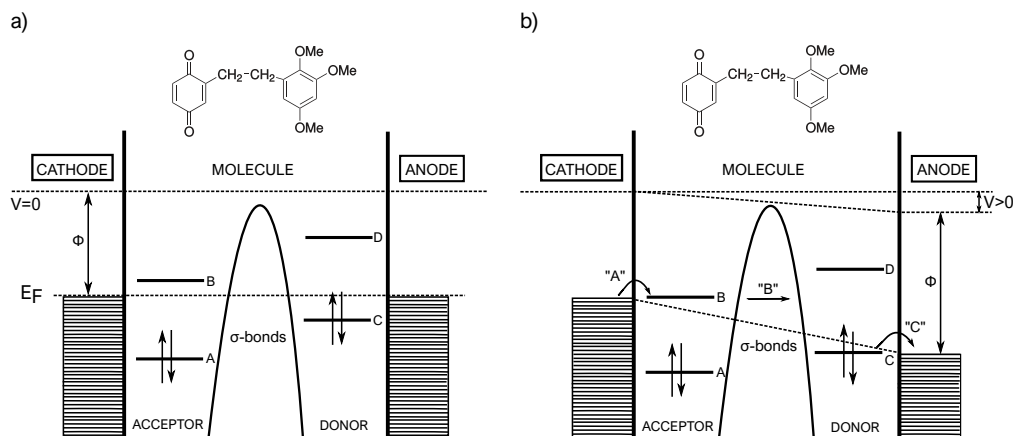 a)
O
CH2-CH2
OMe
OMe
O
OMe
CATHODE
MOLECULE
ANODE
V=0
Φ
D
B
EF
C
σ-bonds
A
ACCEPTOR
DONOR
b)
O
CH2-CH2
OMe
OMe
O
OMe
CATHODE
MOLECULE
ANODE
V>0
"A"
D
Φ
B
"B"
"C"
σ-bonds
C
A
ACCEPTOR
DONOR